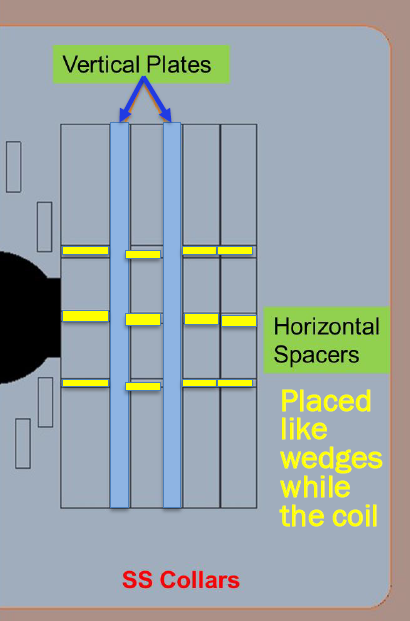 Vertical Plates
Horizontal
Spacers
Placed
like
wedges
while
the coil
SS Collars